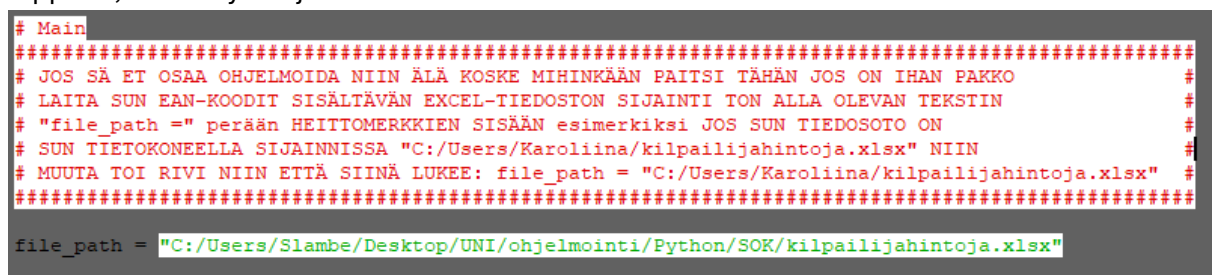 # Main
##################################################################################################
# JOS SÄ ET OSAA OHJELMOIDA NIIN ÄLÄ KOSKE MIHINKÄÄN PAITSI TÄHÄN JOS ON IHAN PAKKO #
# LAITA SUN EAN-KOODIT SISÄLTÄVÄN EXCEL-TIEDOSTON SIJAINTI TON ALLA OLEVAN TEKSTIN #
# "file_path =" perään HEITTOMERKKIEN SISÄÄN esimerkiksi JOS SUN TIEDOSOTO ON #
# SUN TIETOKONEELLA SIJAINNISSA "C:/Users/Karoliina/kilpailijahintoja.xlsx" NIIN #
# MUUTA TOI RIVI NIIN ETTÄ SIINÄ LUKEE: file_path = "C:/Users/Karoliina/kilpailijahintoja.xlsx" #
##################################################################################################
file_path = "C:/Users/Slambe/Desktop/UNI/ohjelmointi/Python/SOK/kilpailijahintoja.xlsx"